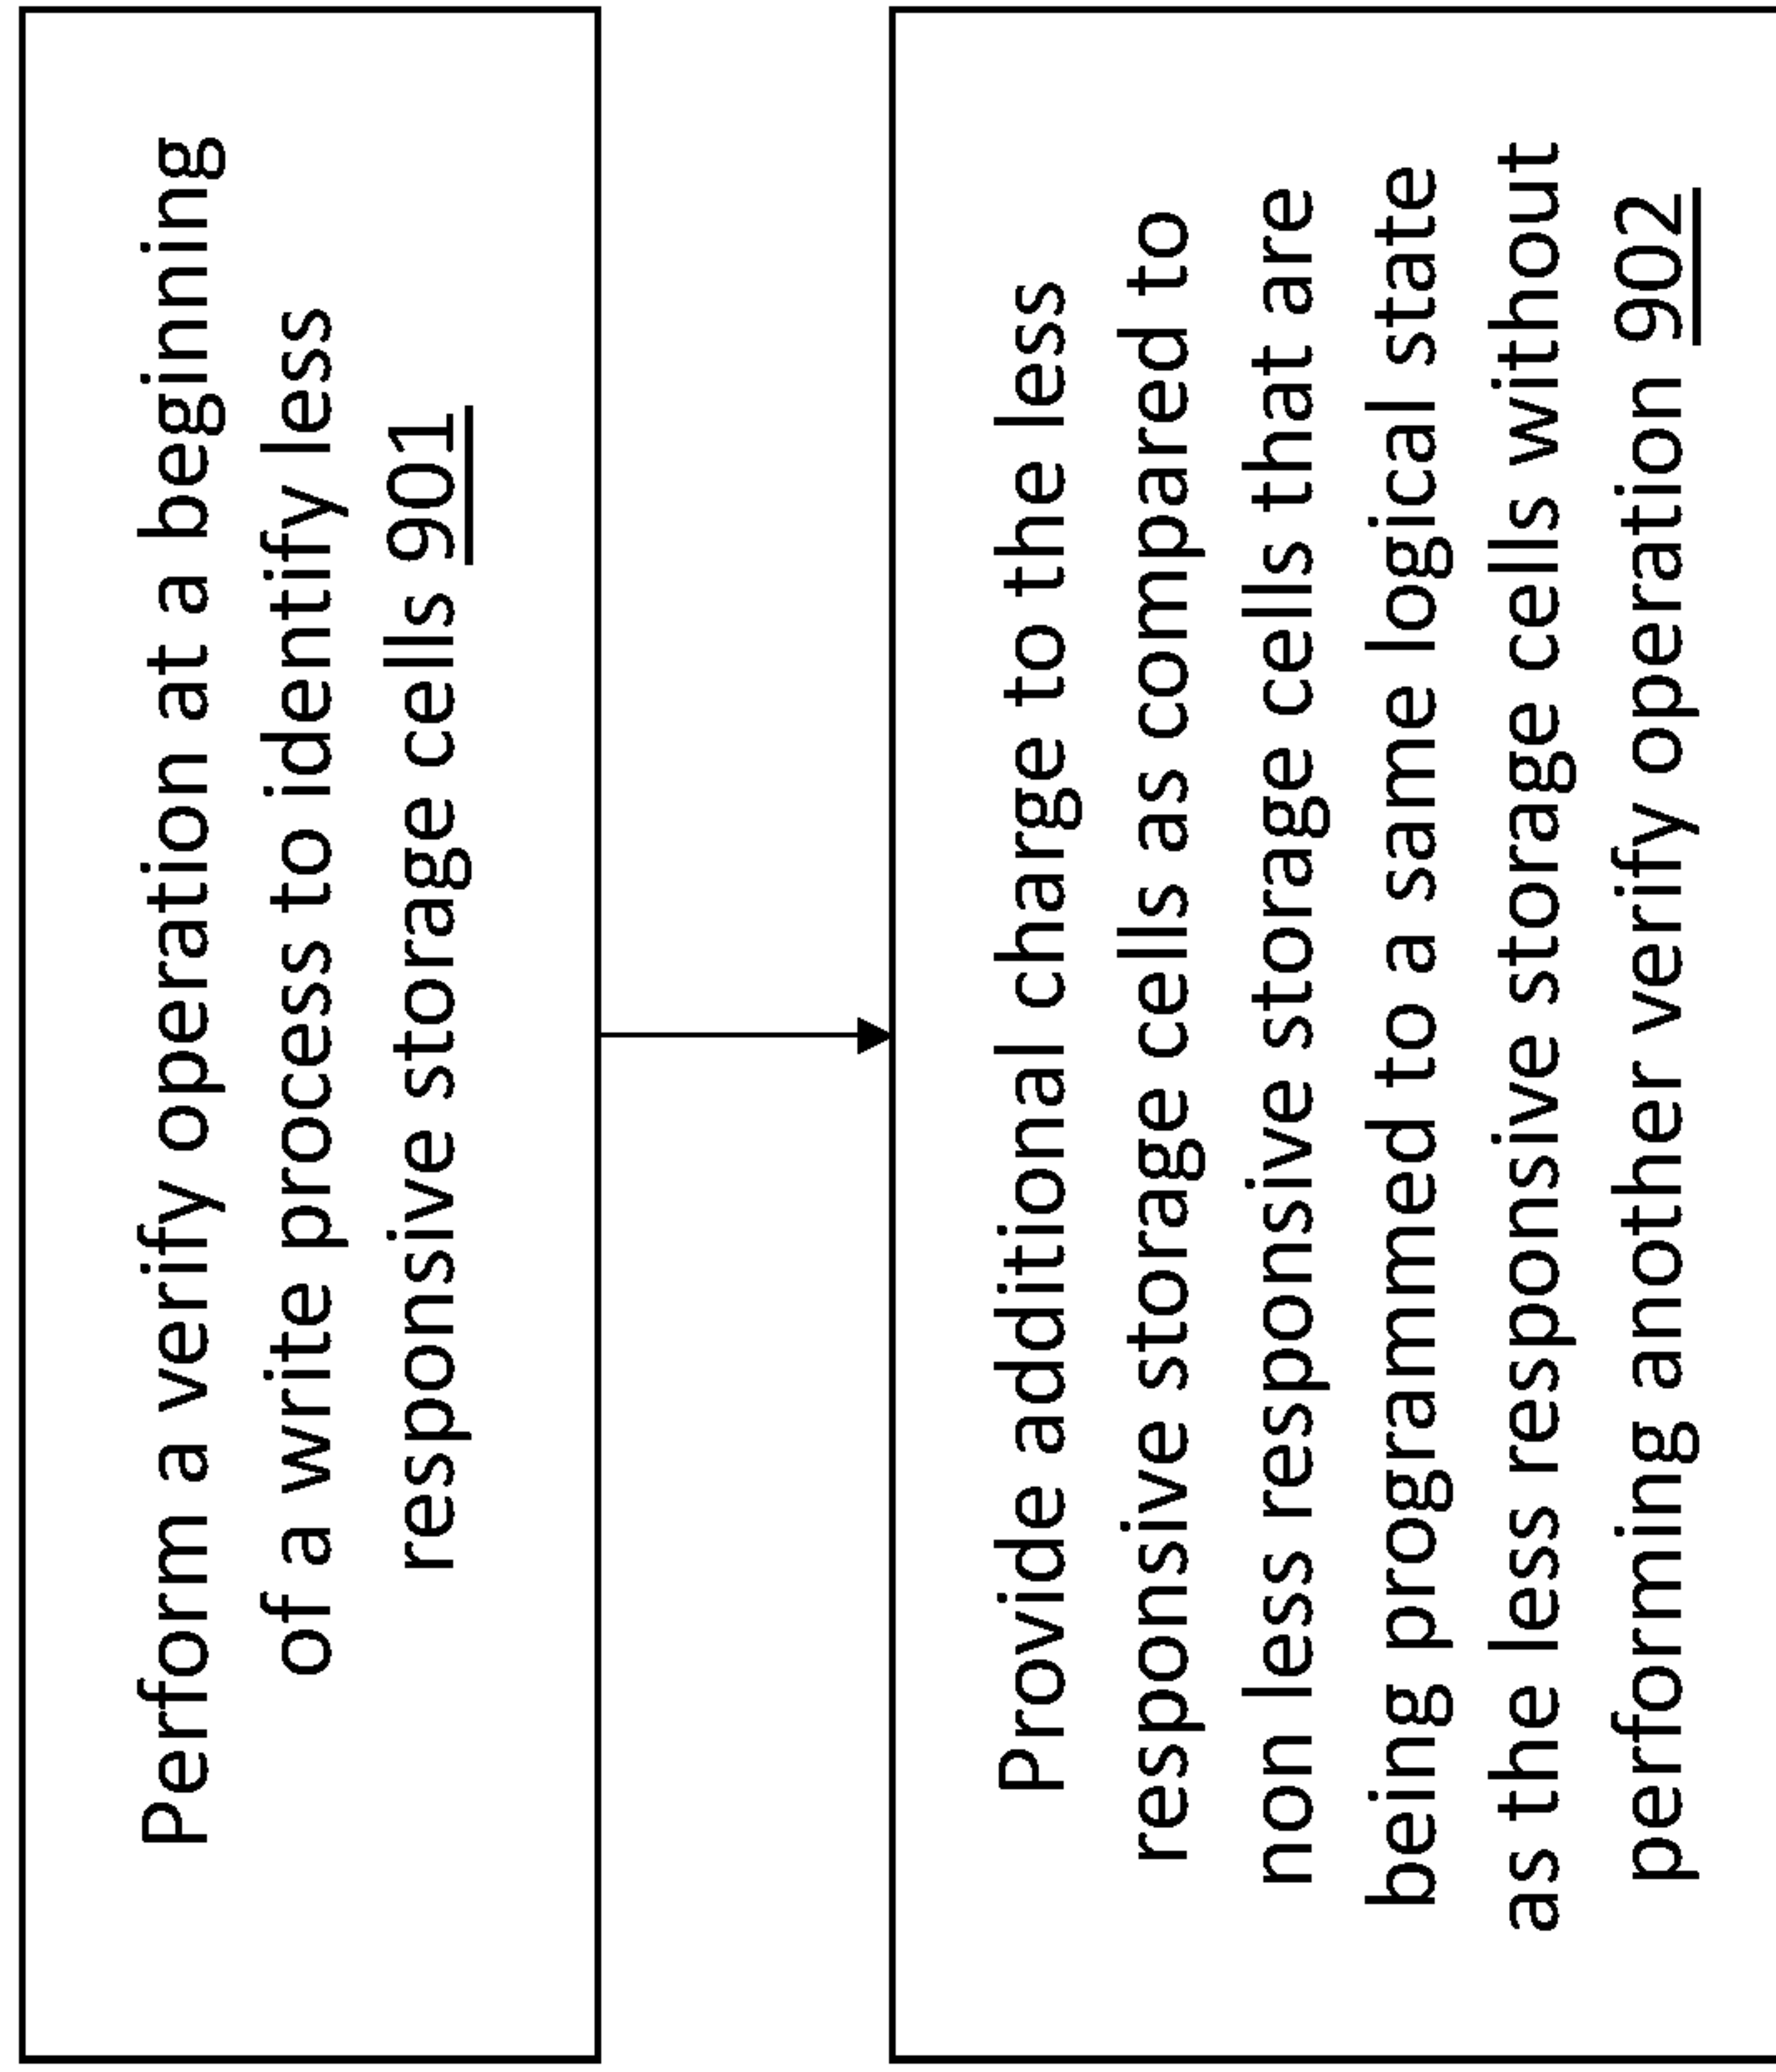 Perform a verify operation at a beginning
of a write process to identify less
responsive storage cells 901
Provide additional charge to the less
responsive storage cells as compared to
non less responsive storage cells that are
being programmed to a same logical state
as the less responsive storage cells without
performing another verify operation 902